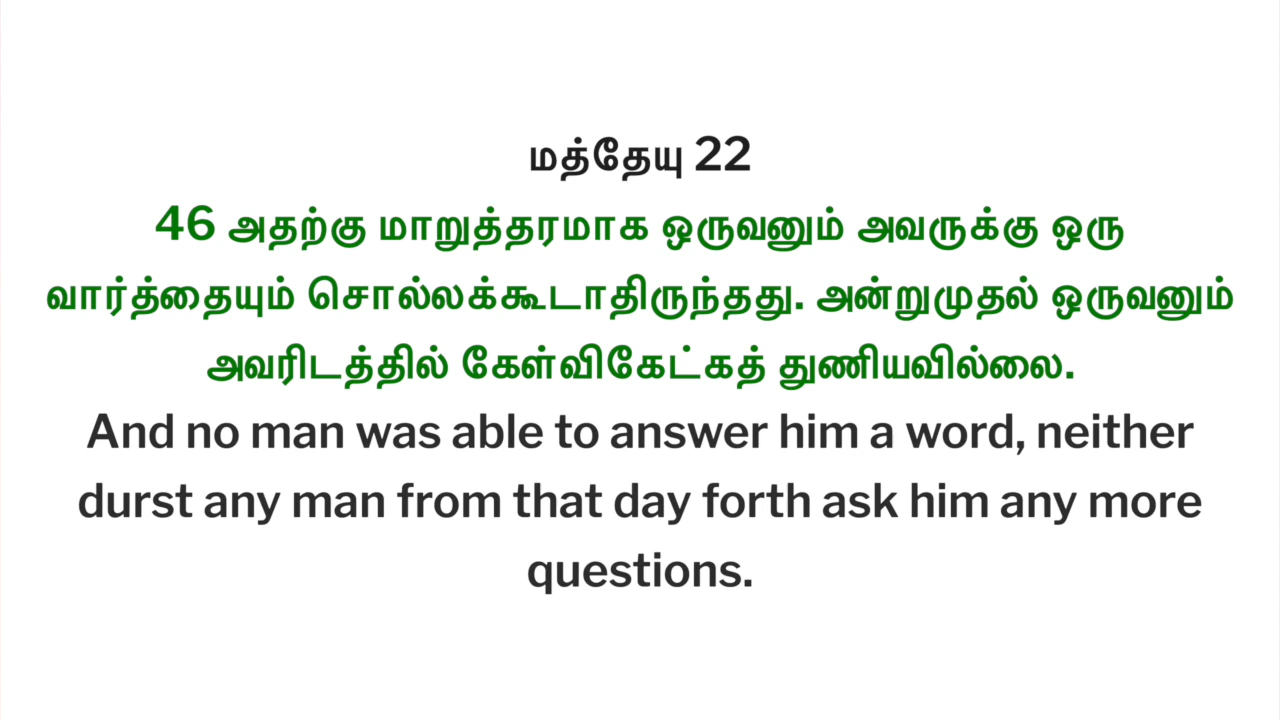 மத்தேயு 22
46 அதற்கு மாறுத்தரமாக ஒருவனும் அவருக்கு ஒரு
வார்த்தையும் சொல்லக்கூடாதிருந்தது. அன்றுமுதல் ஒருவனும்
அவரிடத்தில் கேள்விகேட்கத் துணியவில்லை.
And no man was able to answer him a word, neither
durst any man from that day forth ask him any more
questions.